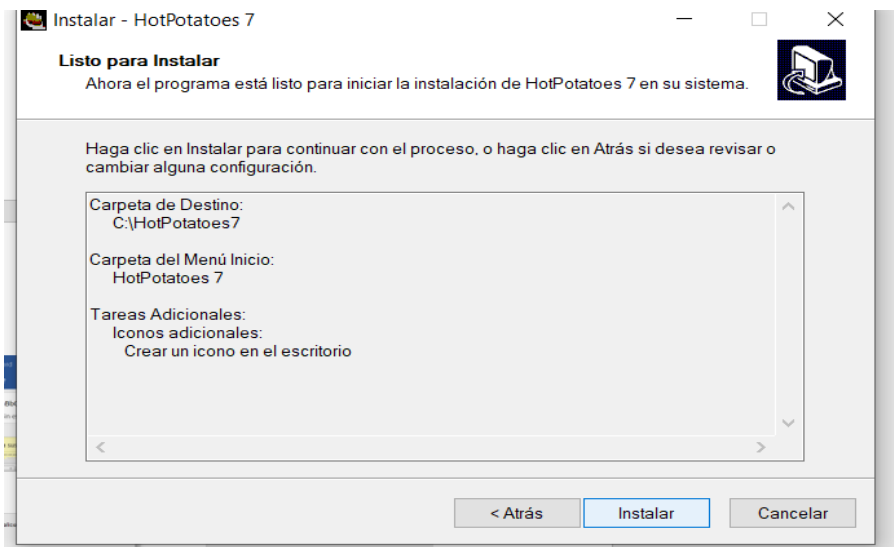 Instalar - HotPotatoes 7
Listo para Instalar
Ahora el programa está listo para iniciar la instalación de HotPotatoes 7 en su sistema.
Haga clic en Instalar para continuar con el proceso, o haga clic en Atrás si desea revisar o
cambiar alguna configuración.
Carpeta de Destino:
C:\HotPotatoes7
Carpeta del Menú Inicio:
HotPotatoes 7
Tareas Adicionales:
Iconos adicionales:
Crear un icono en el escritorio
< Atrás
Instalar
Cancelar